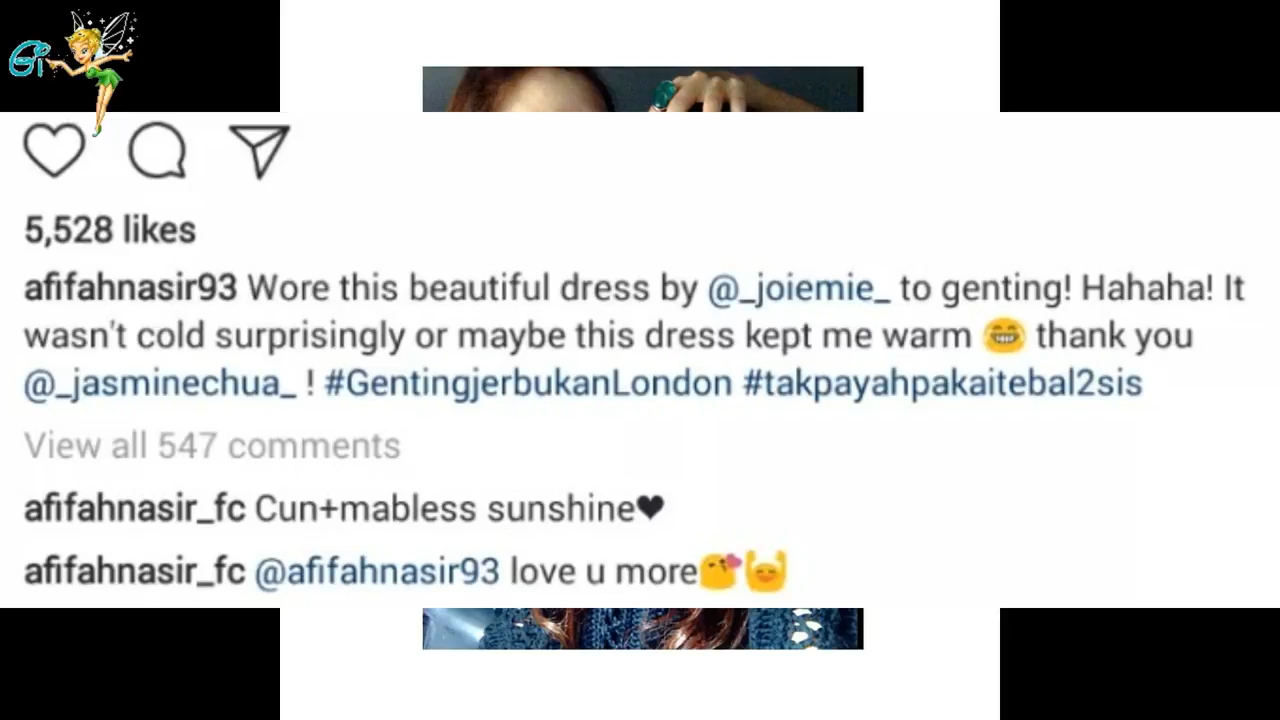 Gi
5,528 likes
afifahnasir93 Wore this beautiful dress by @_joiemie_ to genting! Hahaha! It
wasn't cold surprisingly or maybe this dress kept me warm 😁 thank you
@_jasminechua_ ! #GentingjerbukanLondon #takpayahpakaitebal2sis
View all 547 comments
afifahnasir_fc Cun+mabless sunshine♥
afifahnasir_fc @afifahnasir93 love u more😘🙌